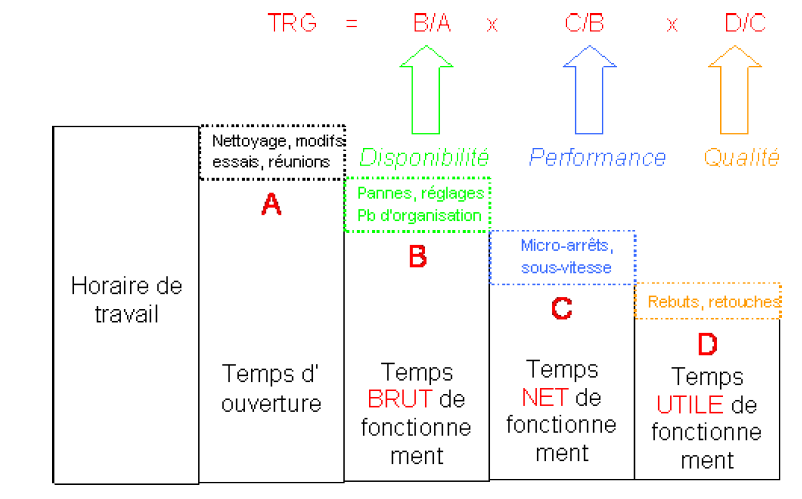 TRG = B/A x C/B x D/C
Disponibilité Performance Qualité
Nettoyage, modifs
essais, réunions
A
Pannes, réglages
Pb d'organisation
B
Micro-arrêts,
sous-vitesse
C
Rebuts, retouches
D
Horaire de
travail
Temps d'
ouverture
Temps
BRUT de
fonctionne
ment
Temps
NET de
fonctionne
ment
Temps
UTILE de
fonctionne
ment